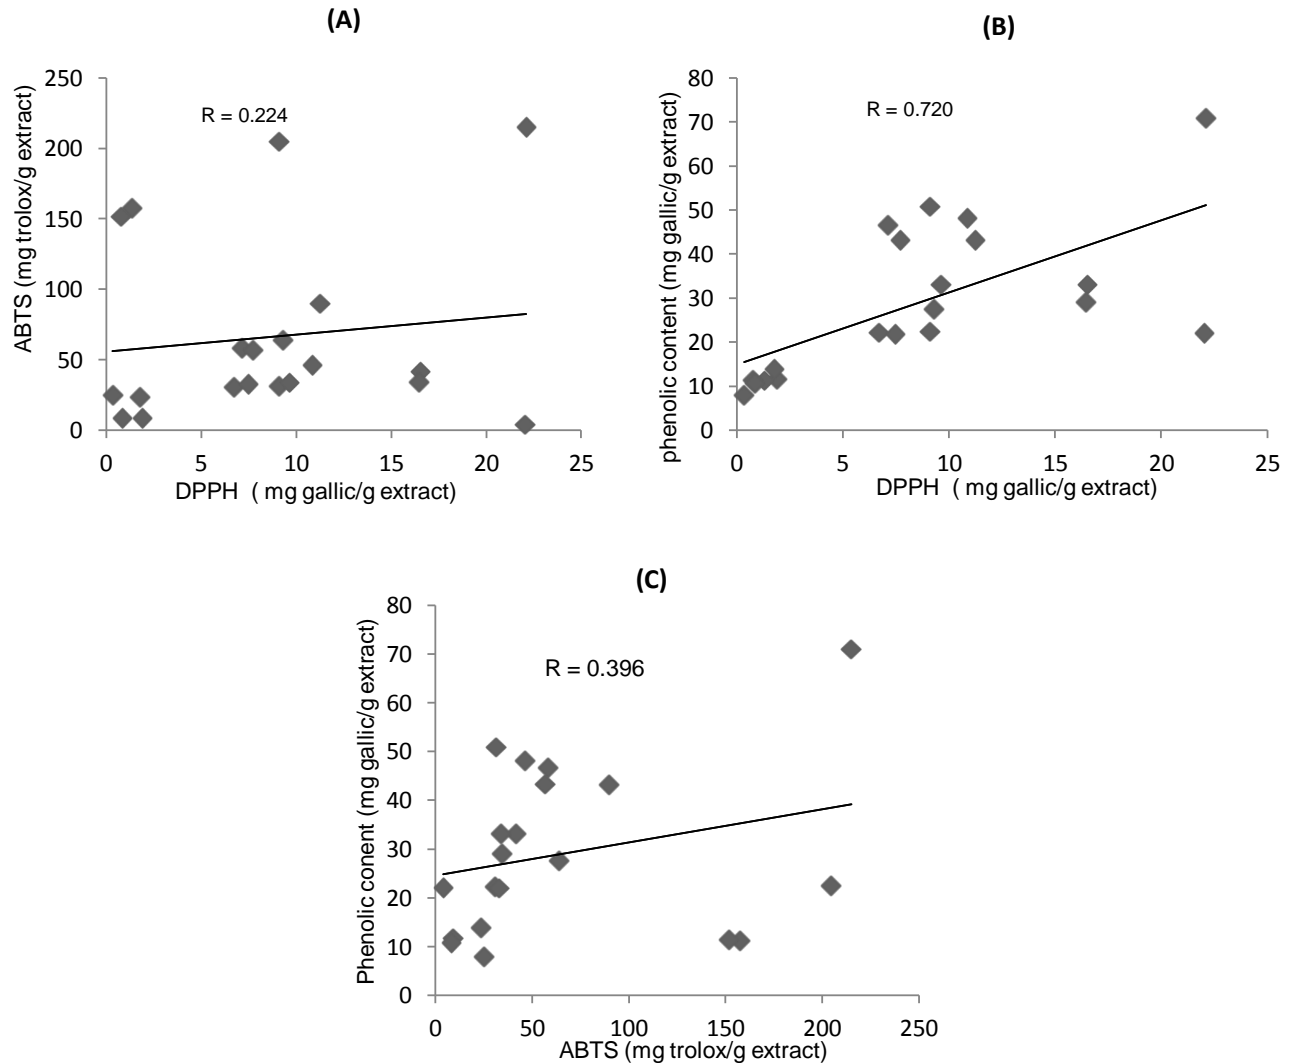 (A)
250
200
150
100
50
0
ABTS (mg trolox/g extract)
R = 0.224
0 5 10 15 20 25
DPPH ( mg gallic/g extract)
(B)
80
70
60
50
40
30
20
10
0
phenolic content (mg gallic/g extract)
R = 0.720
0 5 10 15 20 25
DPPH ( mg gallic/g extract)
(C)
80
70
60
50
40
30
20
10
0
Phenolic conent (mg gallic/g extract)
R = 0.396
0 50 100 150 200 250
ABTS (mg trolox/g extract)